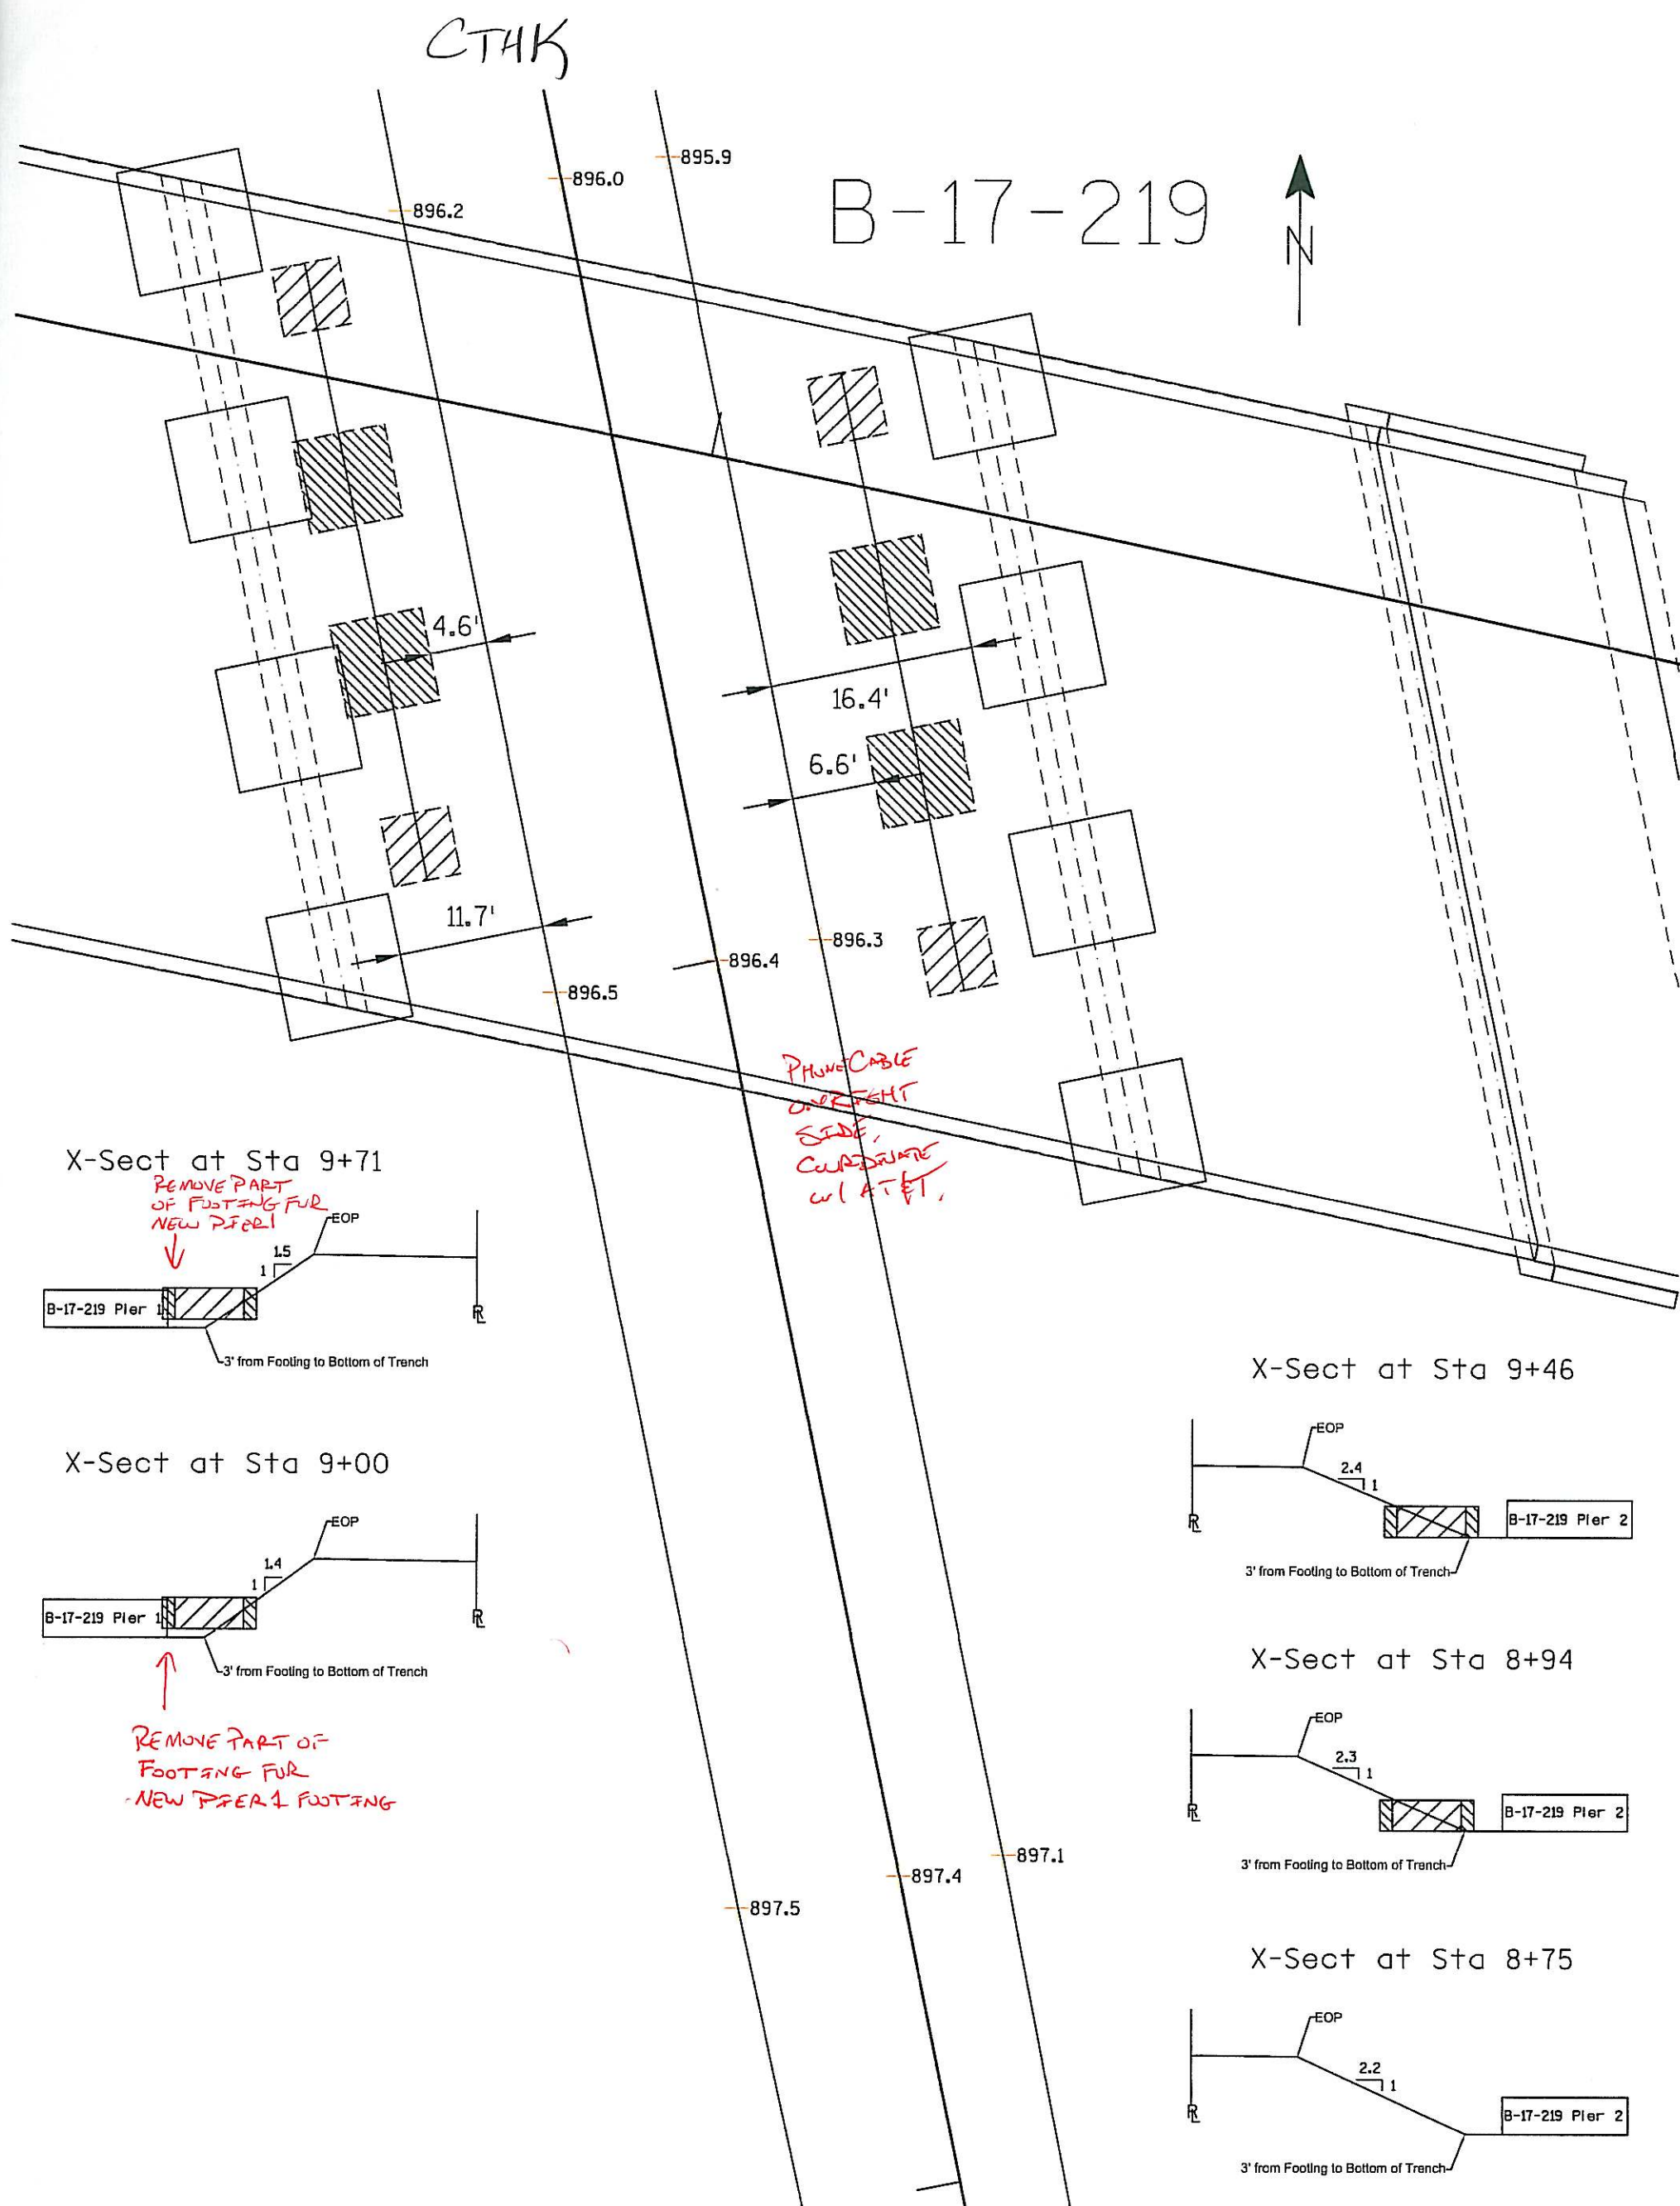 CTHK
895.9
896.0
896.2
B-17-219
N
4.6'
16.4'
6.6'
11.7'
896.3
896.4
896.5
PHONE CABLE
ON RIGHT
SIDE,
COORDINATE
w/ AT&T.
X-Sect at Sta 9+71
REMOVE PART
OF FOOTING FOR
NEW PIER 1
EOP
1.5
1
B-17-219 Pier 1
RL
3' from Footing to Bottom of Trench
X-Sect at Sta 9+00
EOP
1.4
1
B-17-219 Pier 1
RL
3' from Footing to Bottom of Trench
REMOVE PART OF
FOOTING FOR
NEW PIER 1 FOOTING
X-Sect at Sta 9+46
EOP
2.4
1
RL
B-17-219 Pier 2
3' from Footing to Bottom of Trench
X-Sect at Sta 8+94
EOP
2.3
1
RL
B-17-219 Pier 2
3' from Footing to Bottom of Trench
897.1
897.4
897.5
X-Sect at Sta 8+75
EOP
2.2
1
RL
B-17-219 Pier 2
3' from Footing to Bottom of Trench